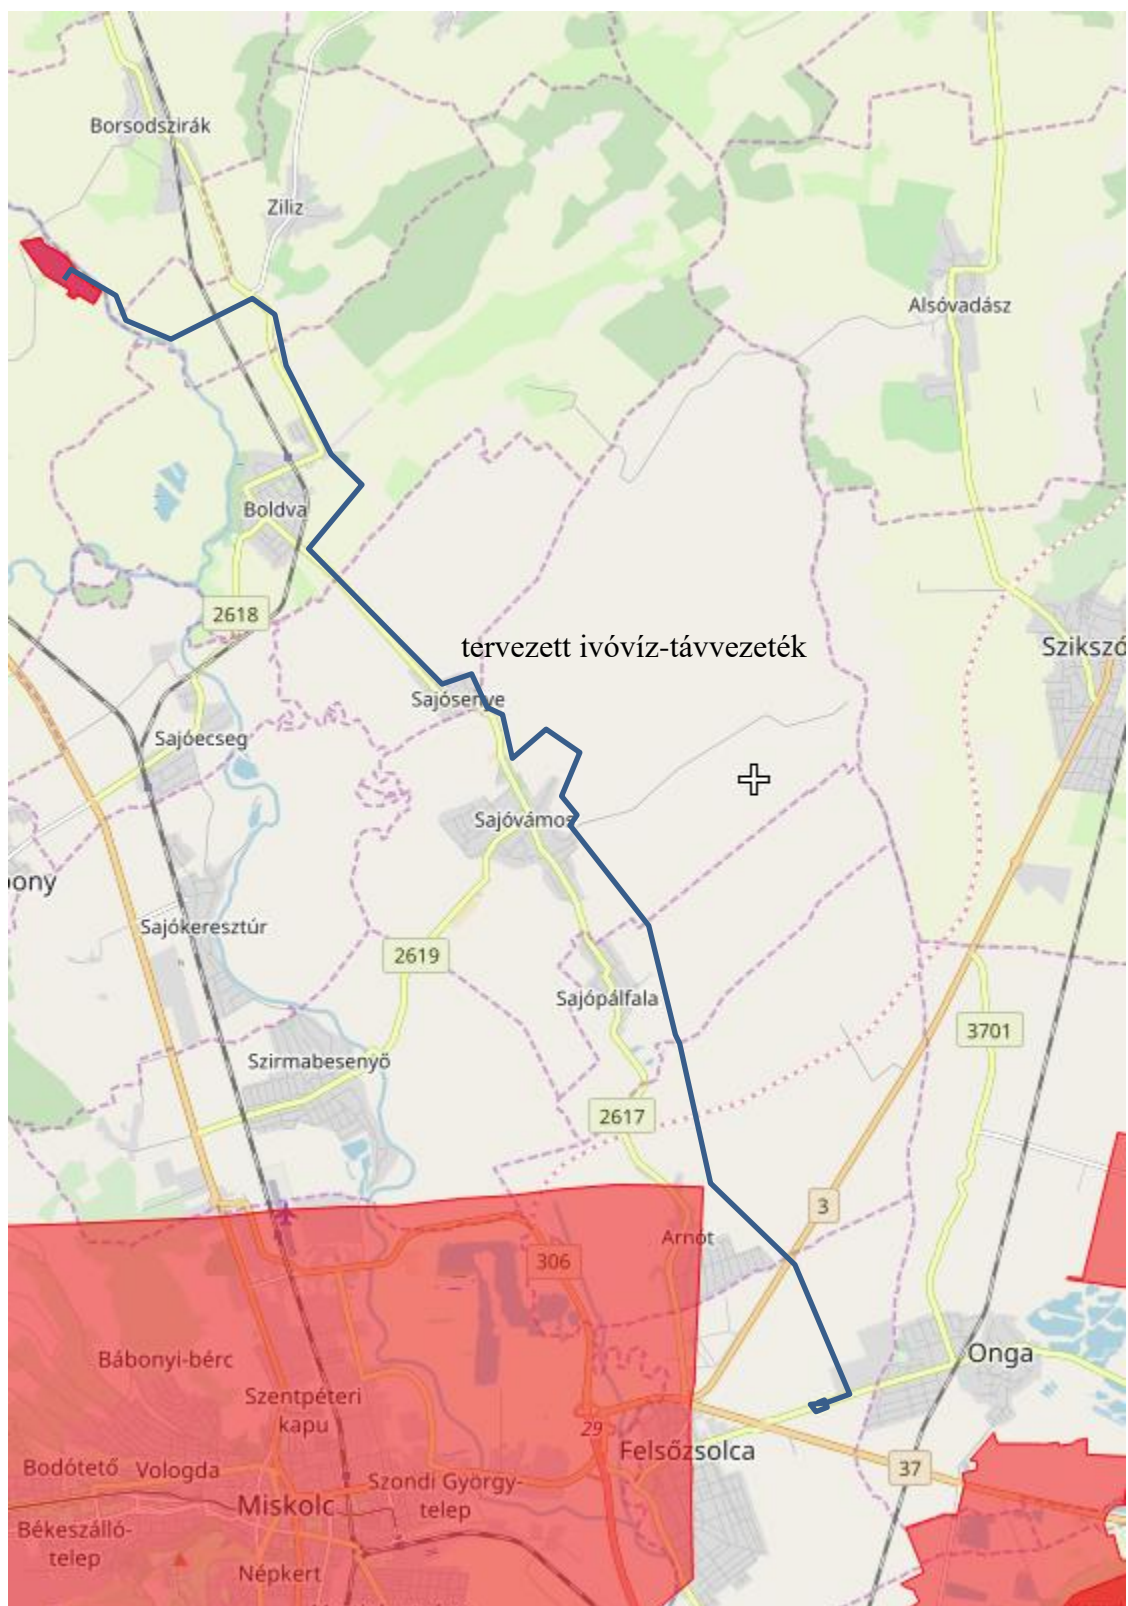 Borsodszirák
Ziliz
Alsóvadász
Boldva
2618
tervezett ivóvíz-távvezeték
Szikszó
Sajósenye
Sajóecseg
Sajóvámos
bony
Sajókeresztúr
2619
Sajópálfala
3701
Szirmabesenyő
2617
3
Arnót
306
Onga
Bábonyi-bérc
Szentpéteri
kapu
29
Felsőzsolca
37
Bodótető
Vologda
Szondi György-
telep
Miskolc
Békeszálló-
telep
Népkert